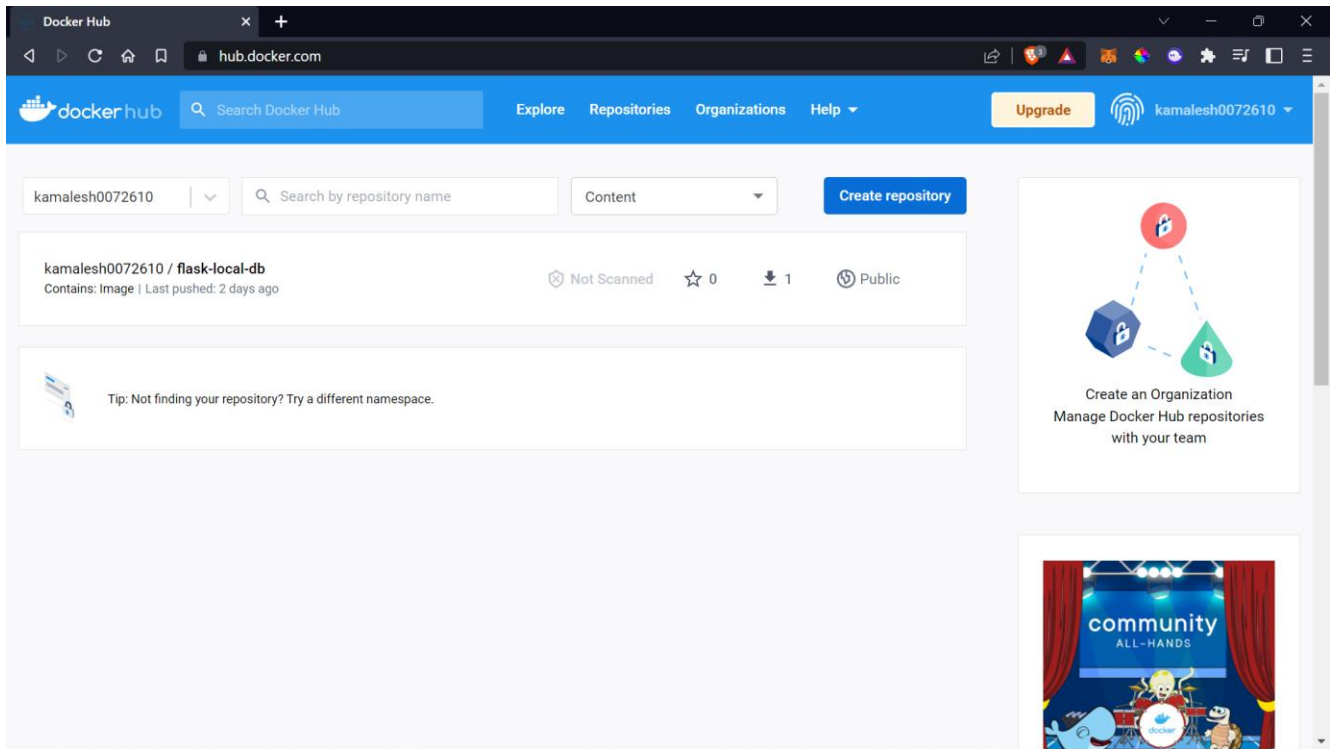 Docker Hub
hub.docker.com
3
dockerhub
Search Docker Hub
Explore Repositories Organizations Help
Upgrade
kamalesh0072610
kamalesh0072610
Search by repository name
Content
Create repository
kamalesh0072610 / flask-local-db
Contains: Image | Last pushed: 2 days ago
Not Scanned
0
1
Public
Tip: Not finding your repository? Try a different namespace.
Create an Organization
Manage Docker Hub repositories
with your team
community
ALL-HANDS
docker